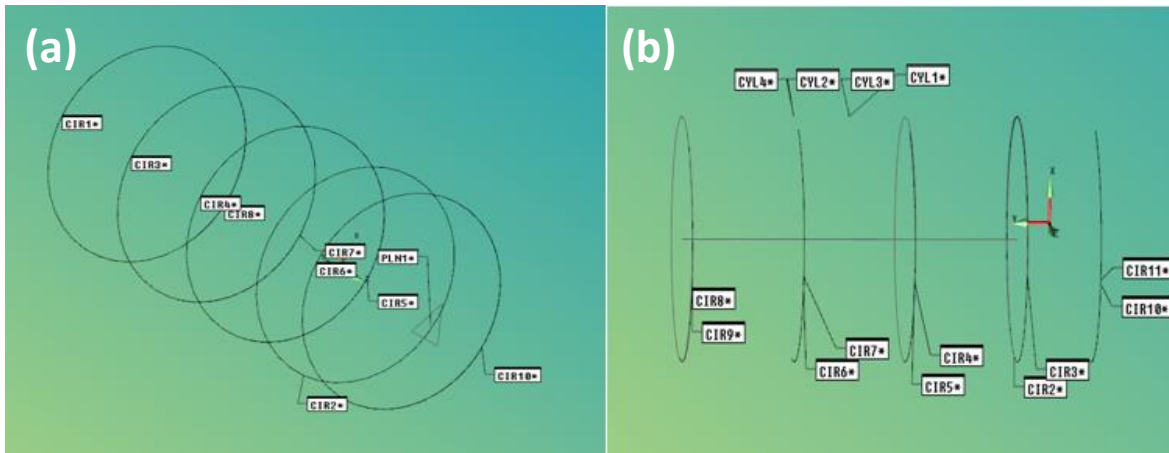 (a)
CIR1*
CIR3*
CIR4*
CIR8*
CIR7*
PLN1*
CIR6*
CIR5*
CIR10*
CIR2*
(b)
CYL4* CYL2* CYL3* CYL1*
X
Y
CIR11*
CIR8*
CIR10*
CIR9*
CIR7*
CIR4*
CIR6*
CIR3*
CIR5*
CIR2*